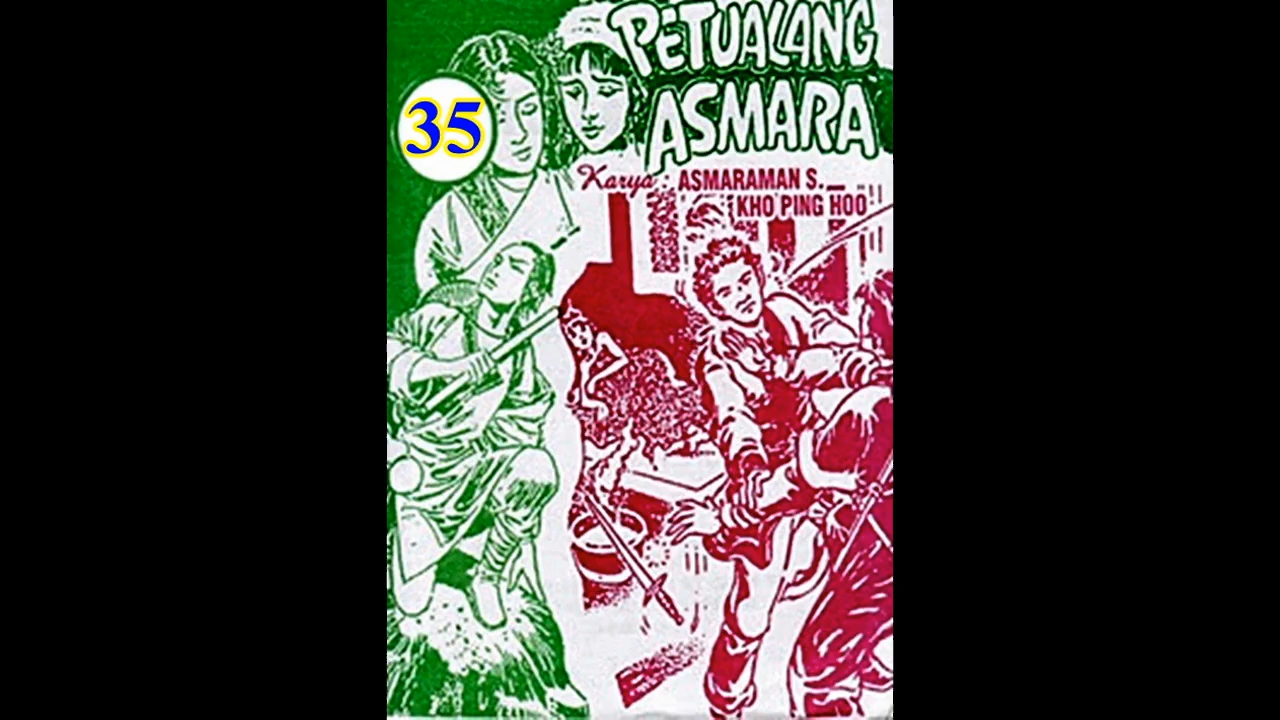 PETUALANG
ASMARA
35
Karya : ASMARAMAN S.
KHO PING HOO